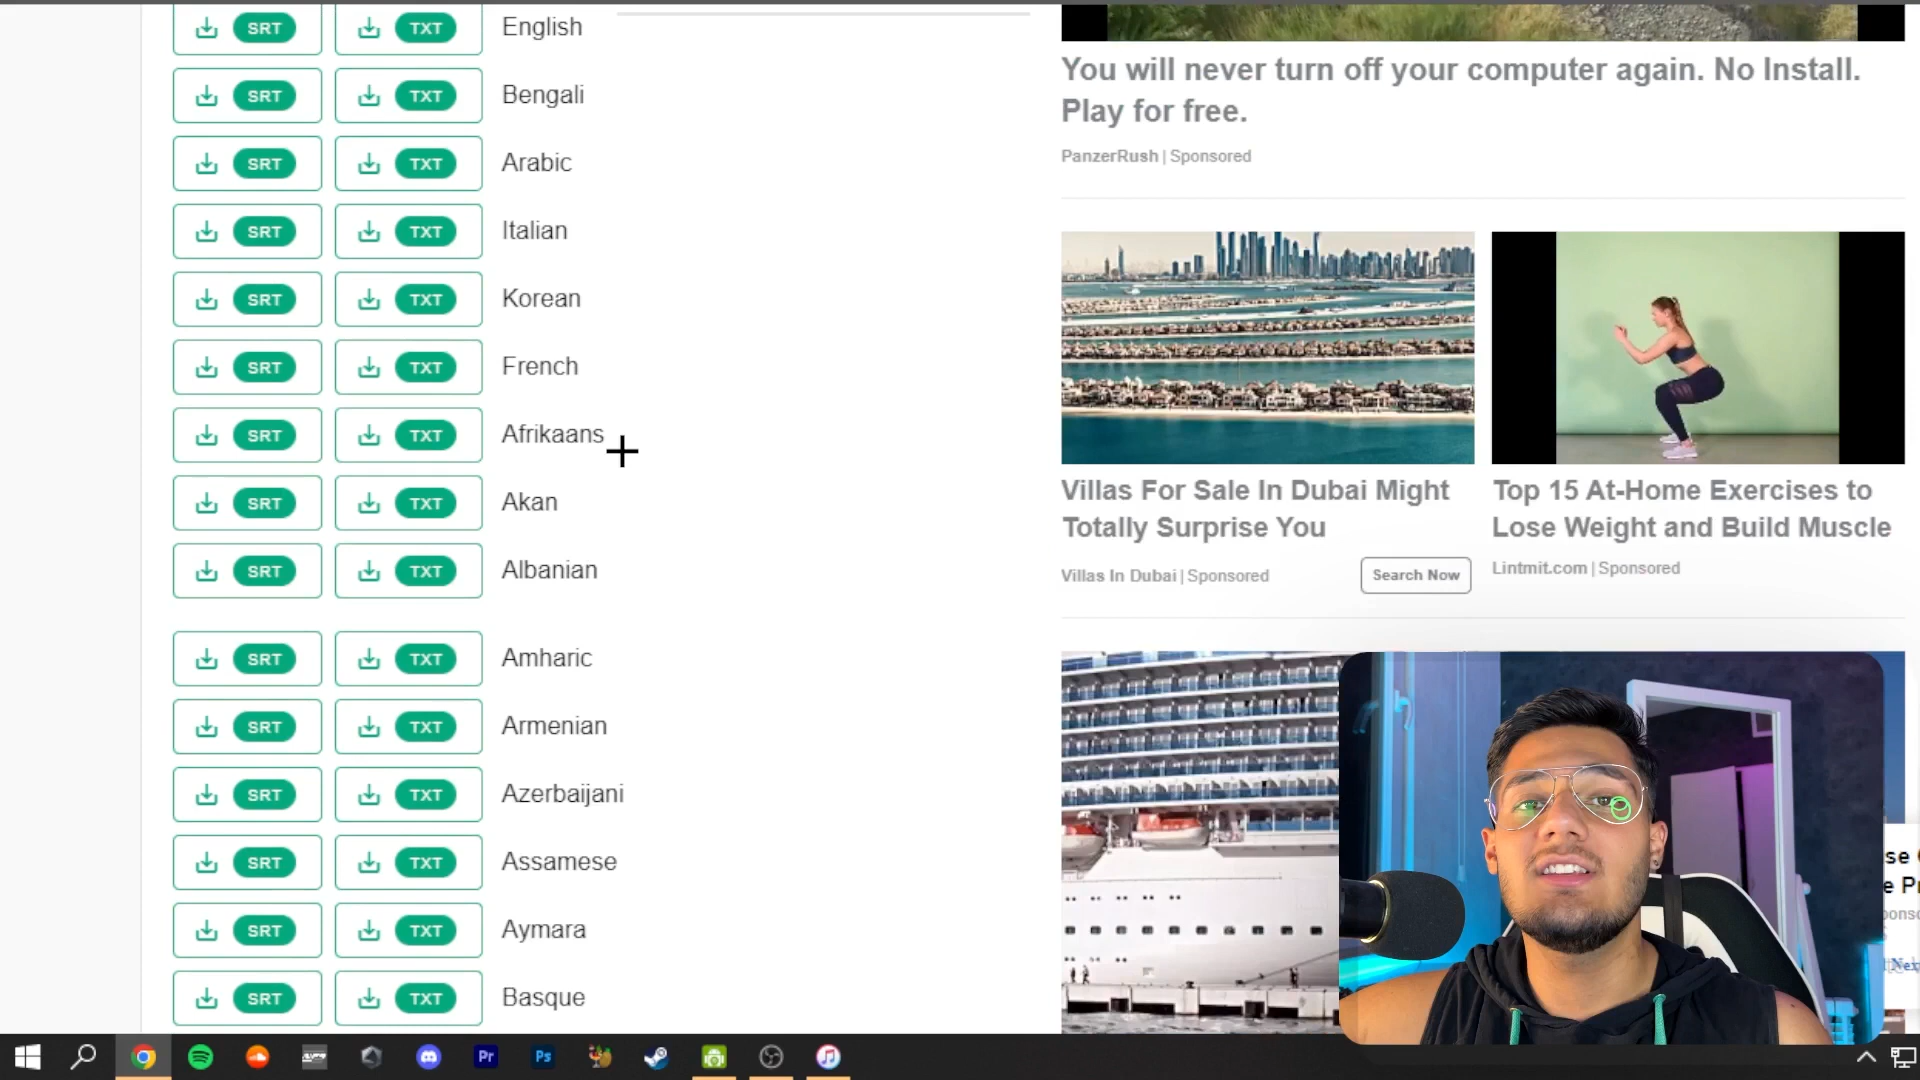 SRT TXT English
SRT TXT Bengali
SRT TXT Arabic
SRT TXT Italian
SRT TXT Korean
SRT TXT French
SRT TXT Afrikaans
SRT TXT Akan
SRT TXT Albanian
SRT TXT Amharic
SRT TXT Armenian
SRT TXT Azerbaijani
SRT TXT Assamese
SRT TXT Aymara
SRT TXT Basque
You will never turn off your computer again. No Install.
Play for free.
PanzerRush | Sponsored
Villas For Sale In Dubai Might
Totally Surprise You
Villas In Dubai | Sponsored
Search Now
Top 15 At-Home Exercises to
Lose Weight and Build Muscle
Lintmit.com | Sponsored
Pr
Ps